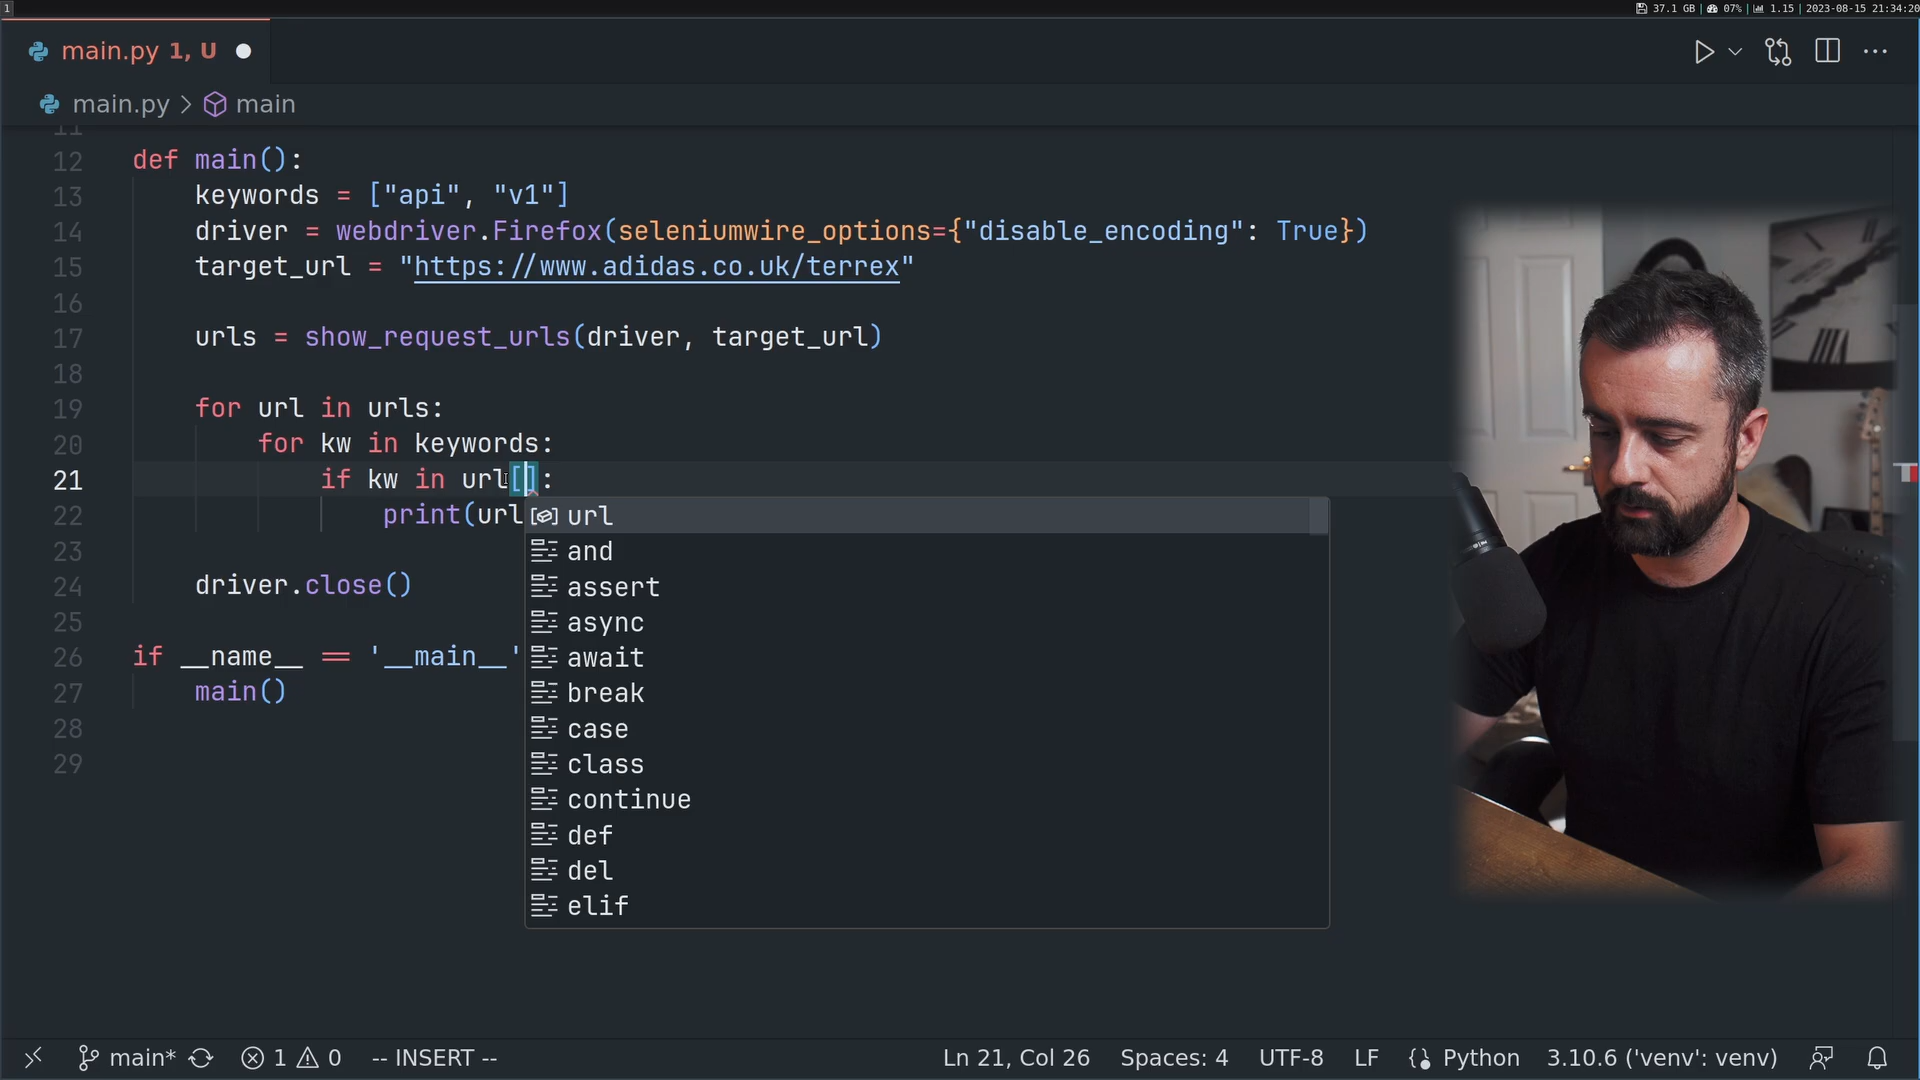 1
37.1 GB | 07% | 1.15 | 2023-08-15 21:34:20
main.py 1, U
main.py > main
11
12 def main():
13 keywords = ["api", "v1"]
14 driver = webdriver.Firefox(seleniumwire_options={"disable_encoding": True})
15 target_url = "https://www.adidas.co.uk/terrex"
16
17 urls = show_request_urls(driver, target_url)
18
19 for url in urls:
20 for kw in keywords:
21 if kw in url[]:
22 print(url
url
and
assert
async
await
break
case
class
continue
def
del
elif
23
24 driver.close()
25
26 if __name__ == '__main__'
27 main()
28
29
main* 1 0 -- INSERT -- Ln 21, Col 26 Spaces: 4 UTF-8 LF Python 3.10.6 ('venv': venv)